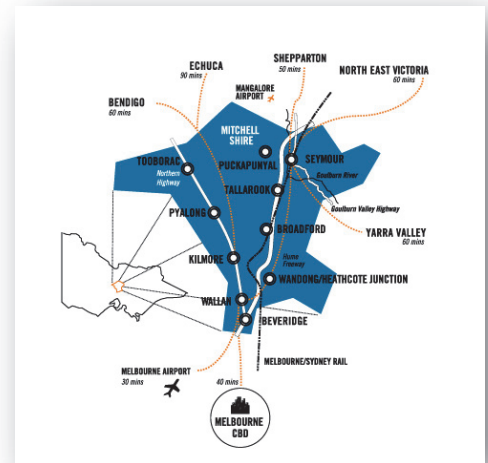 ECHUCA
90 mins
SHEPPARTON
50 mins
NORTH EAST VICTORIA
60 mins
MANGALORE
AIRPORT
BENDIGO
60 mins
MITCHELL
SHIRE
PUCKAPUNYAL
SEYMOUR
TOOBORAC
Northern
Highway
Goulburn River
TALLAROOK
Goulburn Valley Highway
PYALONG
BROADFORD
YARRA VALLEY
60 mins
KILMORE
Hume
Freeway
WANDONG/HEATHCOTE JUNCTION
WALLAN
BEVERIDGE
MELBOURNE/SYDNEY RAIL
MELBOURNE AIRPORT
30 mins
40 mins
MELBOURNE
CBD